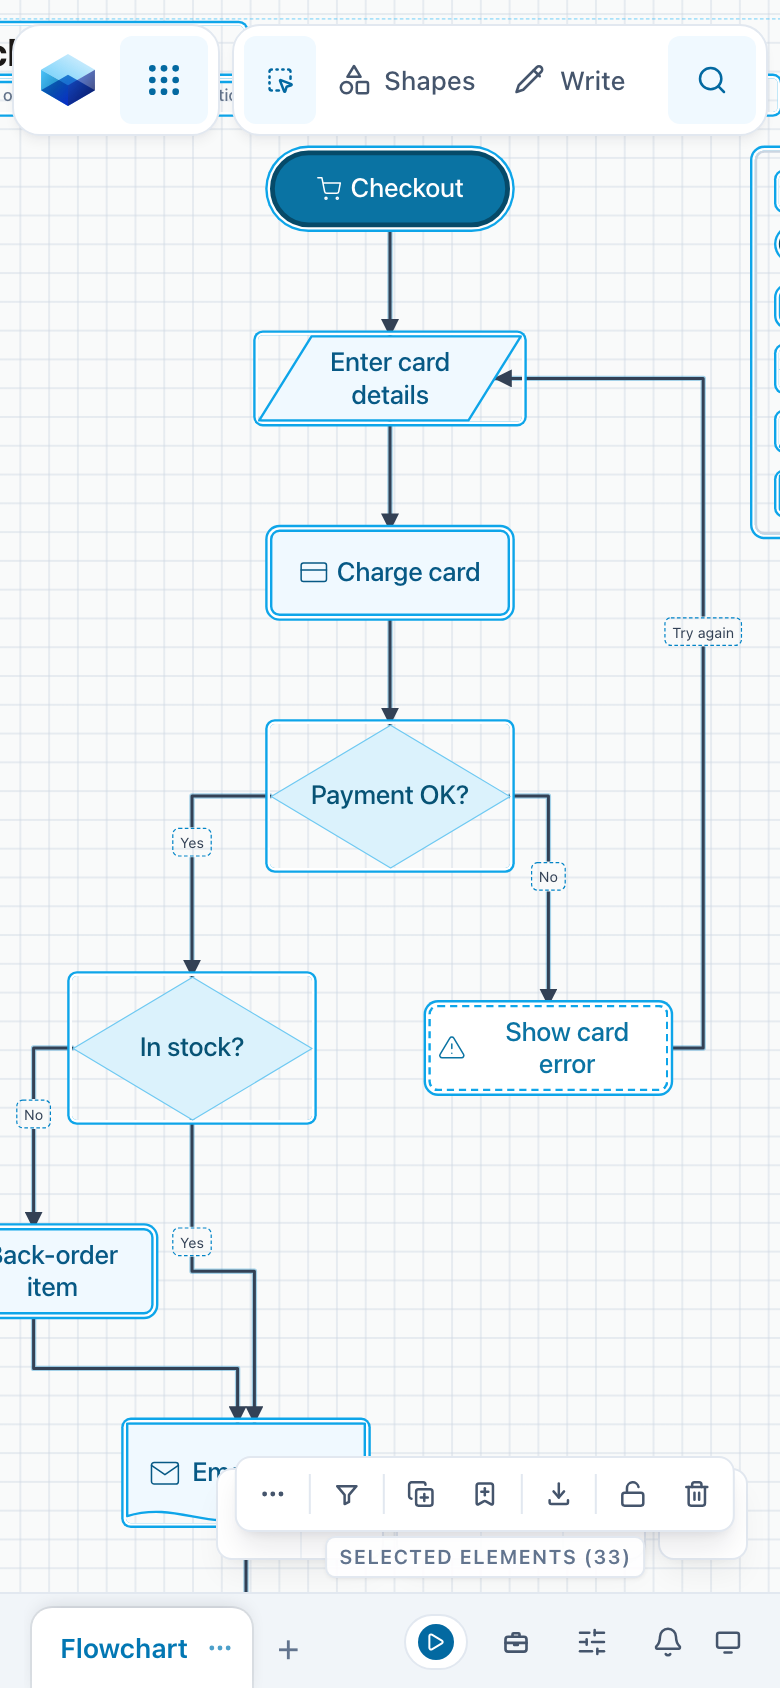 Shapes
Write
Checkout
Enter card
details
Charge card
Try again
Payment OK?
Yes
No
Show card
error
In stock?
No
Back-order
item
Yes
SELECTED ELEMENTS (33)
Flowchart